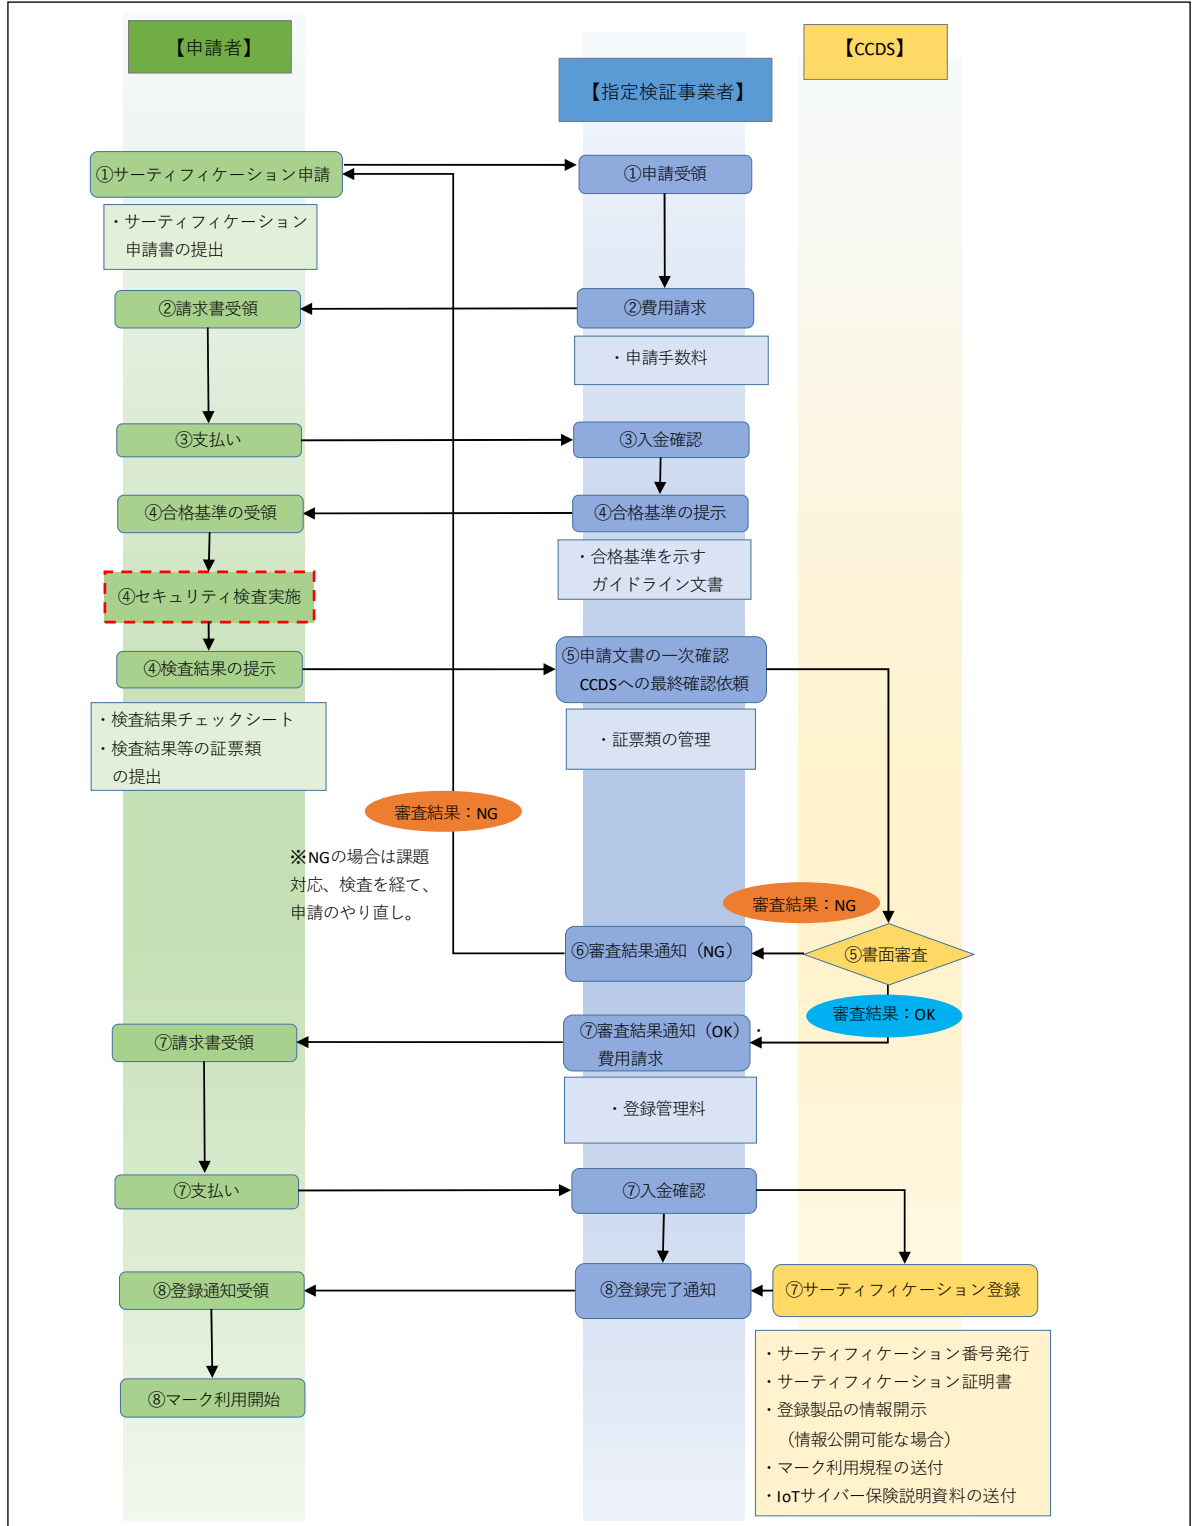 【申請者】
【指定検証事業者】
【CCDS】
①サーティフィケーション申請
①申請受領
・サーティフィケーション
申請書の提出
②請求書受領
②費用請求
・申請手数料
③支払い
③入金確認
④合格基準の受領
④合格基準の提示
・合格基準を示す
ガイドライン文書
④セキュリティ検査実施
④検査結果の提示
⑤申請文書の一次確認
CCDSへの最終確認依頼
・検査結果チェックシート
・検査結果等の証票類
の提出
・証票類の管理
審査結果：NG
※NGの場合は課題
対応、検査を経て、
申請のやり直し。
審査結果：NG
⑥審査結果通知（NG）
⑤書面審査
審査結果：OK
⑦請求書受領
⑦審査結果通知（OK）・
費用請求
・登録管理料
⑦支払い
⑦入金確認
⑧登録通知受領
⑧登録完了通知
⑦サーティフィケーション登録
・サーティフィケーション番号発行
・サーティフィケーション証明書
・登録製品の情報開示
（情報公開可能な場合）
・マーク利用規程の送付
・IoTサイバー保険説明資料の送付
⑧マーク利用開始